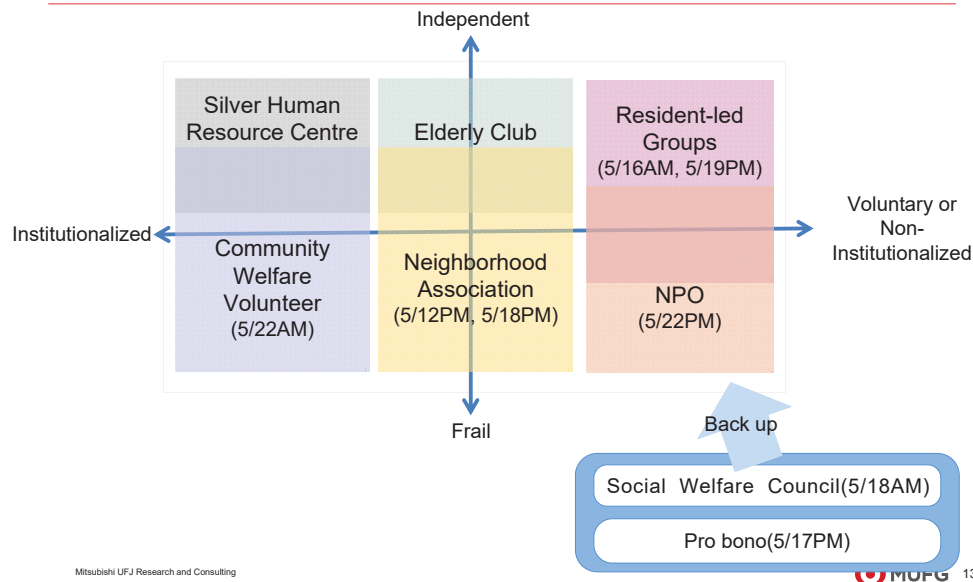 Independent
Silver Human
Resource Centre
Elderly Club
Resident-led
Groups
(5/16AM, 5/19PM)
Institutionalized
Voluntary or
Non-
Institutionalized
Community
Welfare
Volunteer
(5/22AM)
Neighborhood
Association
(5/12PM, 5/18PM)
NPO
(5/22PM)
Frail
Back up
Social Welfare Council(5/18AM)
Pro bono(5/17PM)
Mitsubishi UFJ Research and Consulting
MUFG 13